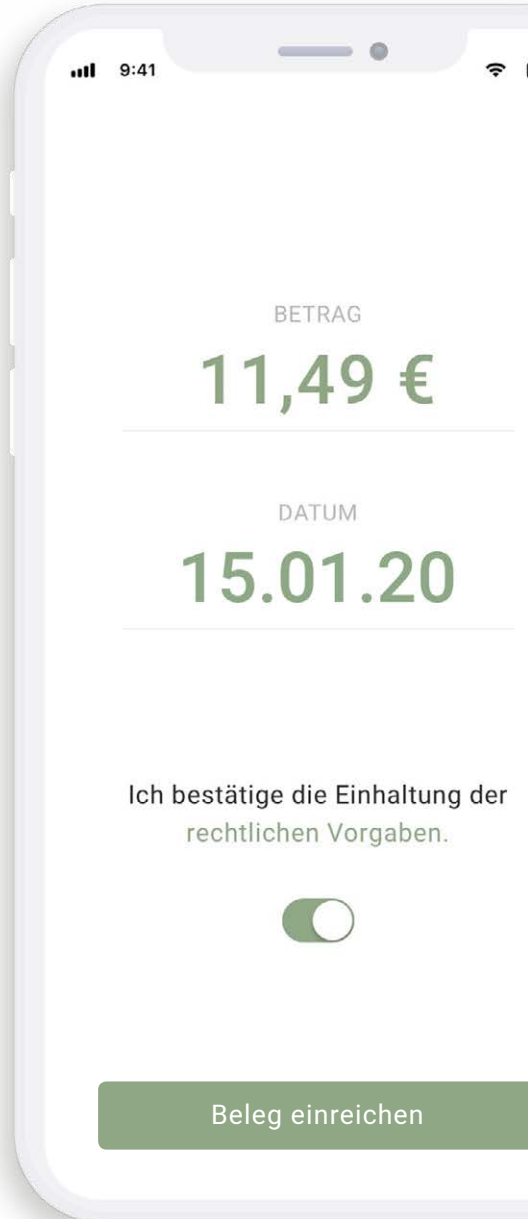 9:41
BETRAG
11,49 €
DATUM
15.01.20
Ich bestätige die Einhaltung der
rechtlichen Vorgaben.
Beleg einreichen